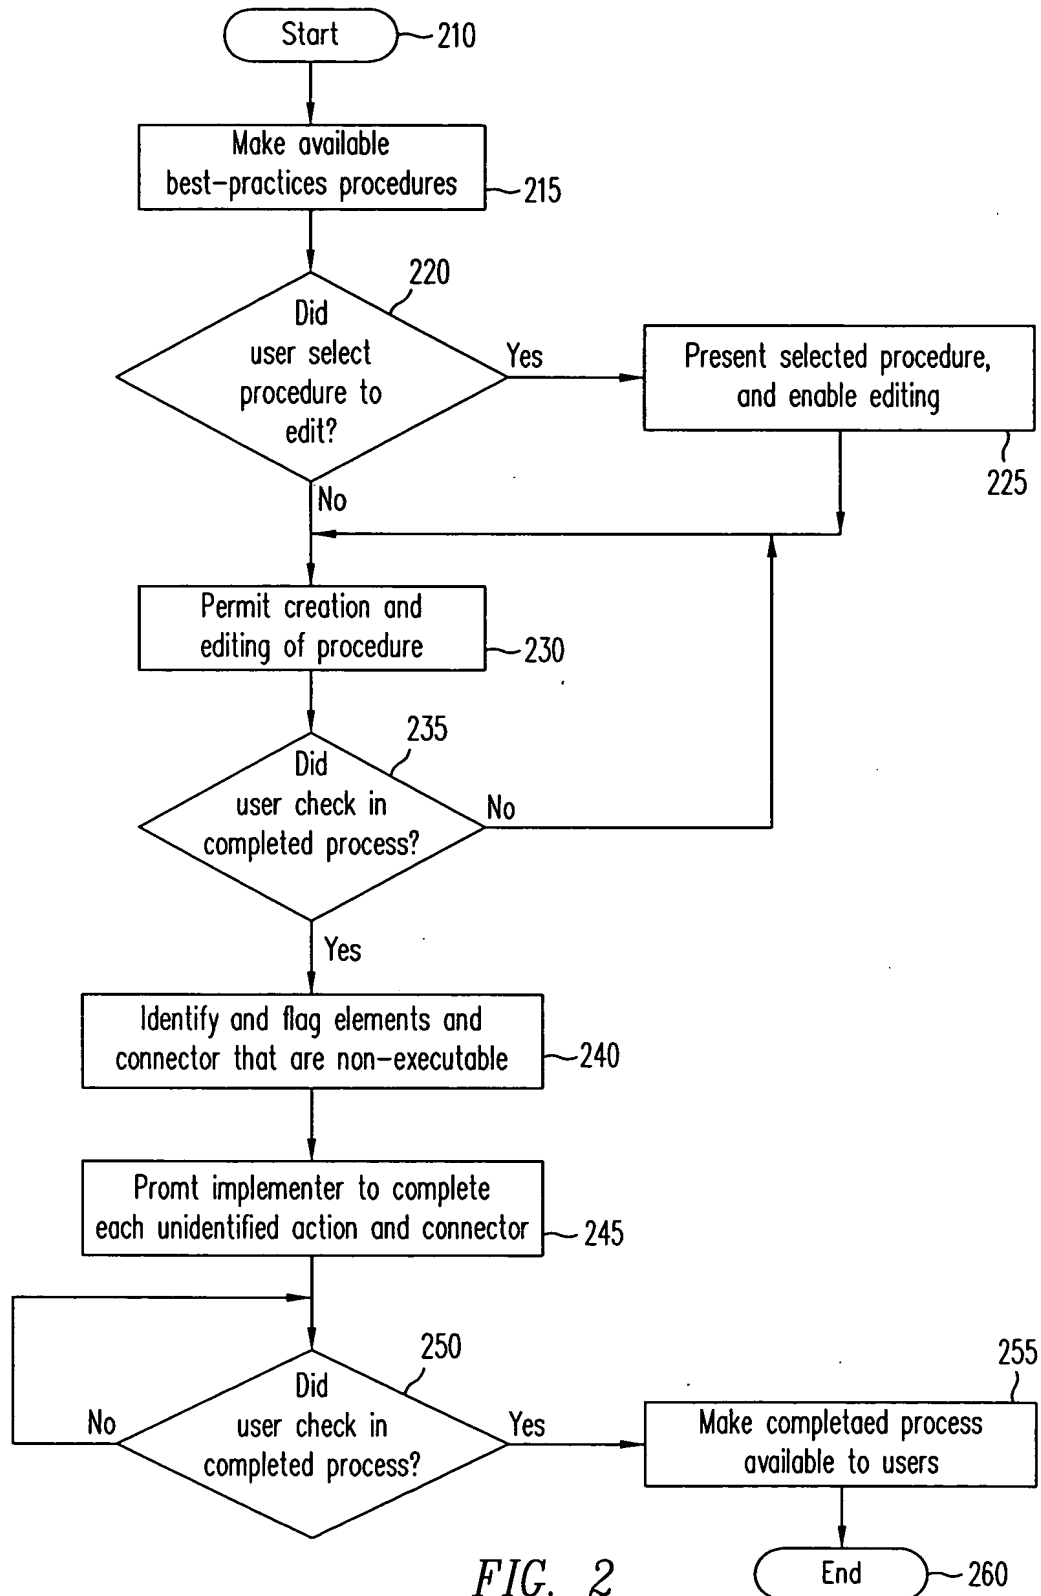 Start
210
Make available
best-practices procedures
215
220
Did
user select
procedure to
edit?
Yes
Present selected procedure,
and enable editing
225
No
Permit creation and
editing of procedure
230
235
Did
user check in
completed process?
No
Yes
Identify and flag elements and
connector that are non-executable
240
Promt implementer to complete
each unidentified action and connector
245
250
Did
user check in
completed process?
No
Yes
255
Make completaed process
available to users
End
260
FIG. 2